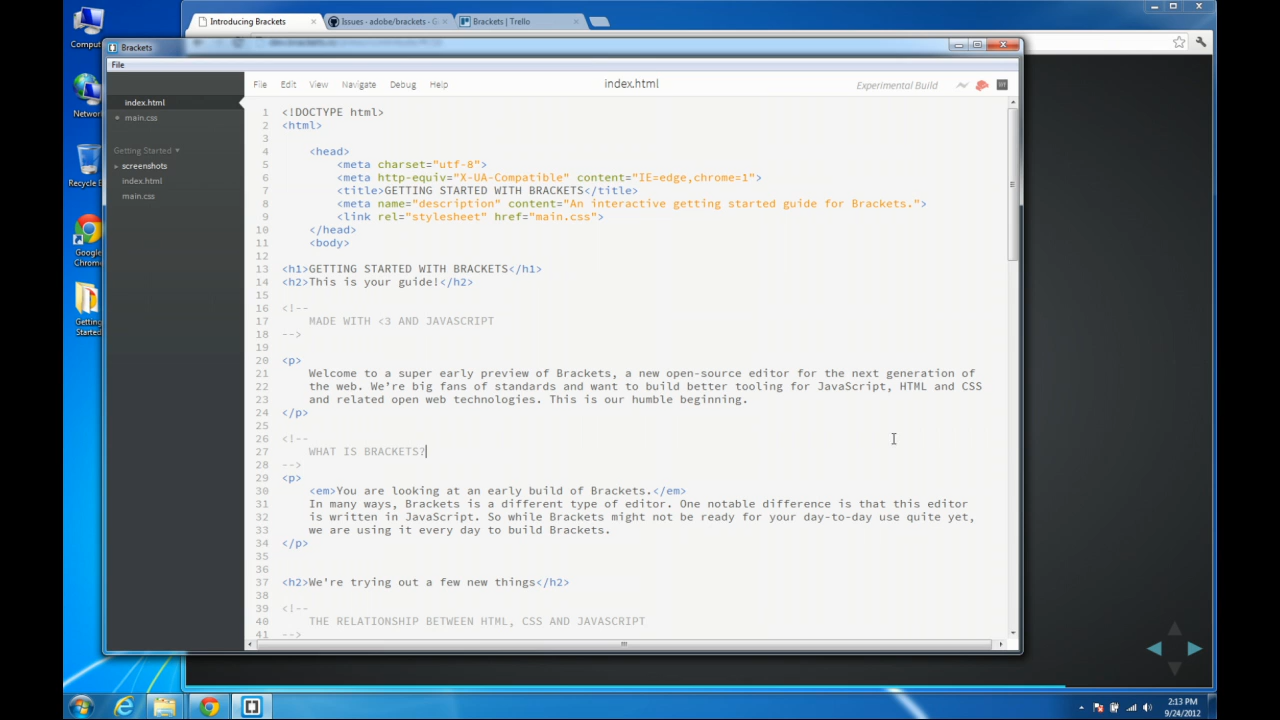 Introducing Brackets
Issues - adobe/brackets - G
Brackets | Trello
Comput
Network
Recycle B
Google
Chrome
Getting
Started
Brackets
File
index.html
main.css
Getting Started
screenshots
index.html
main.css
File Edit View Navigate Debug Help
index.html
Experimental Build
1 <!DOCTYPE html>
2 <html>
3
4 <head>
5 <meta charset="utf-8">
6 <meta http-equiv="X-UA-Compatible" content="IE=edge,chrome=1">
7 <title>GETTING STARTED WITH BRACKETS</title>
8 <meta name="description" content="An interactive getting started guide for Brackets.">
9 <link rel="stylesheet" href="main.css">
10 </head>
11 <body>
12
13 <h1>GETTING STARTED WITH BRACKETS</h1>
14 <h2>This is your guide!</h2>
15
16 <!--
17 MADE WITH <3 AND JAVASCRIPT
18 -->
19
20 <p>
21 Welcome to a super early preview of Brackets, a new open-source editor for the next generation of
22 the web. We're big fans of standards and want to build better tooling for JavaScript, HTML and CSS
23 and related open web technologies. This is our humble beginning.
24 </p>
25
26 <!--
27 WHAT IS BRACKETS?
28 -->
29 <p>
30 <em>You are looking at an early build of Brackets.</em>
31 In many ways, Brackets is a different type of editor. One notable difference is that this editor
32 is written in JavaScript. So while Brackets might not be ready for your day-to-day use quite yet,
33 we are using it every day to build Brackets.
34 </p>
35
36
37 <h2>We're trying out a few new things</h2>
38
39 <!--
40 THE RELATIONSHIP BETWEEN HTML, CSS AND JAVASCRIPT
41 -->
2:13 PM
9/24/2012